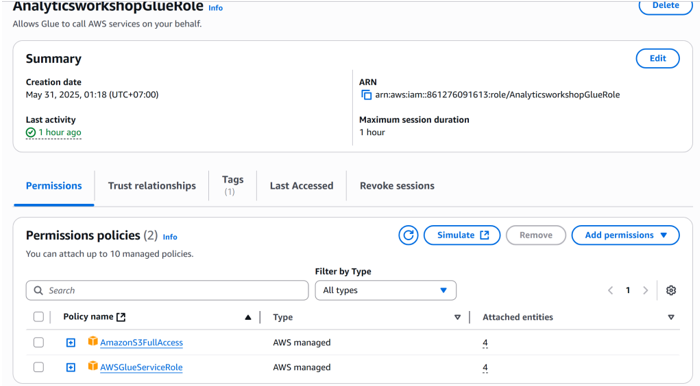 AnalyticsworkshopGlueRole Info
Delete
Allows Glue to call AWS services on your behalf.
Summary
Edit
Creation date
May 31, 2025, 01:18 (UTC+07:00)
ARN
arn:aws:iam::861276091613:role/AnalyticsworkshopGlueRole
Last activity
1 hour ago
Maximum session duration
1 hour
Permissions
Trust relationships
Tags
(1)
Last Accessed
Revoke sessions
Permissions policies (2) Info
Simulate
Remove
Add permissions
You can attach up to 10 managed policies.
Filter by Type
Search
All types
1
Policy name
Type
Attached entities
AmazonS3FullAccess
AWS managed
4
AWSGlueServiceRole
AWS managed
4